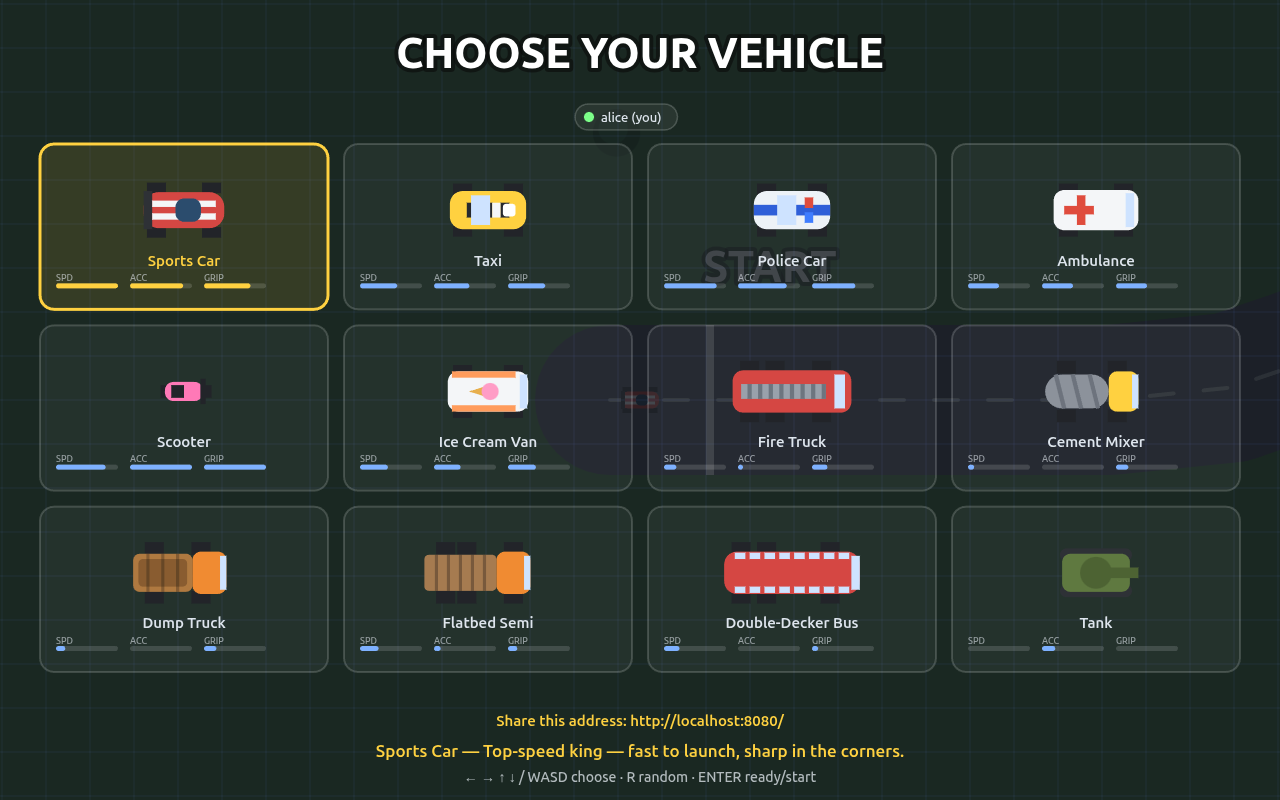 CHOOSE YOUR VEHICLE
alice (you)
START
Sports Car
SPD ACC GRIP
Taxi
SPD ACC GRIP
Police Car
SPD ACC GRIP
Ambulance
SPD ACC GRIP
Scooter
SPD ACC GRIP
Ice Cream Van
SPD ACC GRIP
Fire Truck
SPD ACC GRIP
Cement Mixer
SPD ACC GRIP
Dump Truck
SPD ACC GRIP
Flatbed Semi
SPD ACC GRIP
Double-Decker Bus
SPD ACC GRIP
Tank
SPD ACC GRIP
Share this address: http://localhost:8080/
Sports Car — Top-speed king — fast to launch, sharp in the corners.
← → ↑ ↓ / WASD choose · R random · ENTER ready/start